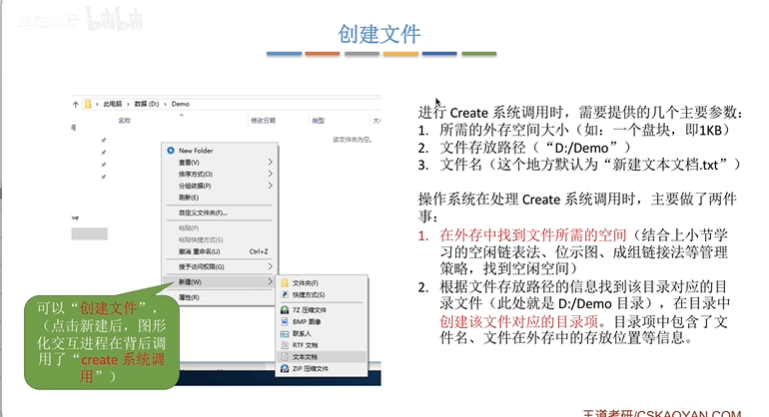 创建文件
此电脑 › 数据 (D:) › Demo
名称
修改日期
类型
该文件夹为空。
New Folder
查看(V)
排序方式(O)
分组依据(P)
刷新(E)
自定义文件夹(F)...
粘贴(P)
粘贴快捷方式(S)
撤消 重命名(U) Ctrl+Z
授予访问权限(G)
新建(W)
属性(R)
文件夹(F)
快捷方式(S)
7Z 压缩文件
BMP 图像
联系人
RTF 文档
文本文档
ZIP 压缩文件
可以“创建文件”，
（点击新建后，图形
化交互进程在背后调
用了“create 系统调
用”）
进行 Create 系统调用时，需要提供的几个主要参数：
1. 所需的外存空间大小（如：一个盘块，即1KB）
2. 文件存放路径（“D:/Demo”）
3. 文件名（这个地方默认为“新建文本文档.txt”）
操作系统在处理 Create 系统调用时，主要做了两件
事：
1. 在外存中找到文件所需的空间（结合上小节学
习的空闲链表法、位示图、成组链接法等管理
策略，找到空闲空间）
2. 根据文件存放路径的信息找到该目录对应的目
录文件（此处就是 D:/Demo 目录），在目录中
创建该文件对应的目录项。目录项中包含了文
件名、文件在外存中的存放位置等信息。
王道考研/CSKAOYAN.COM